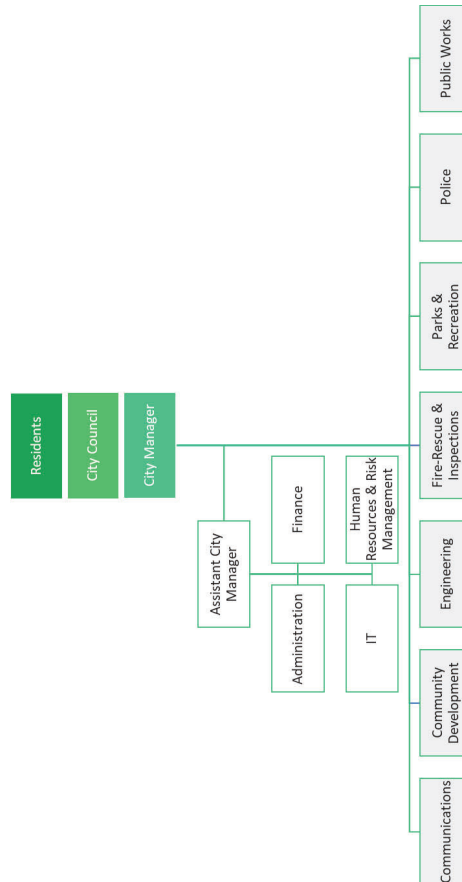 Residents
City Council
City Manager
Assistant City
Manager
Administration
Finance
IT
Human
Resources & Risk
Management
Communications
Community
Development
Engineering
Fire-Rescue &
Inspections
Parks &
Recreation
Police
Public Works